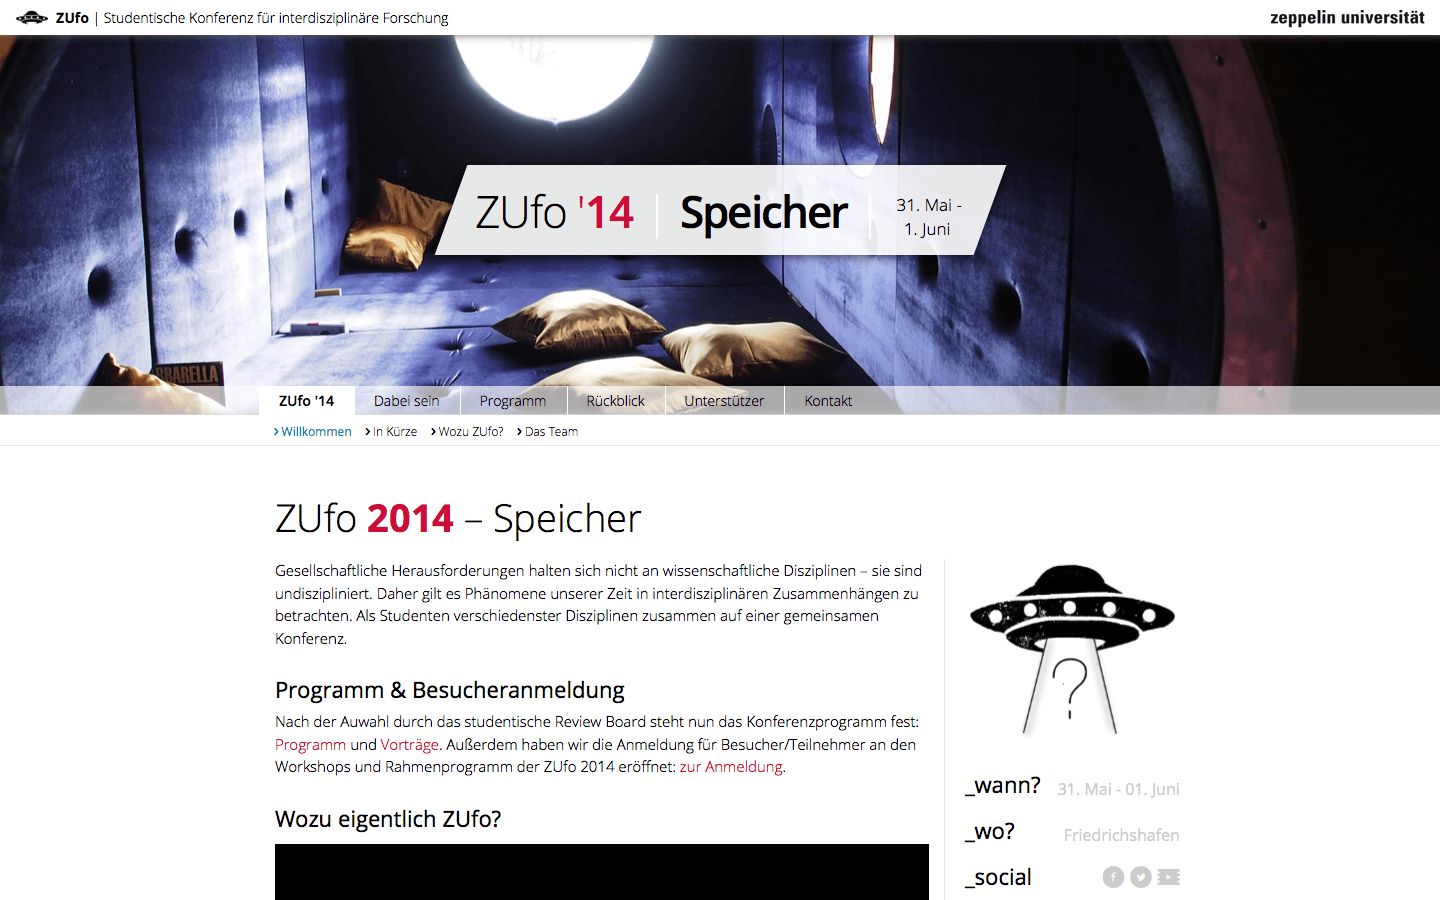 ZUfo | Studentische Konferenz für interdisziplinäre Forschung
zeppelin universität
ZUfo '14
Speicher
31. Mai -
1. Juni
ZUfo '14
Dabei sein
Programm
Rückblick
Unterstützer
Kontakt
Willkommen
In Kürze
Wozu ZUfo?
Das Team
ZUfo 2014 – Speicher
Gesellschaftliche Herausforderungen halten sich nicht an wissenschaftliche Disziplinen – sie sind
undiszipliniert. Daher gilt es Phänomene unserer Zeit in interdisziplinären Zusammenhängen zu
betrachten. Als Studenten verschiedenster Disziplinen zusammen auf einer gemeinsamen
Konferenz.
Programm & Besucheranmeldung
Nach der Auwahl durch das studentische Review Board steht nun das Konferenzprogramm fest:
Programm und Vorträge. Außerdem haben wir die Anmeldung für Besucher/Teilnehmer an den
Workshops und Rahmenprogramm der ZUfo 2014 eröffnet: zur Anmeldung.
Wozu eigentlich ZUfo?
?
_wann? 31. Mai - 01. Juni
_wo? Friedrichshafen
_social